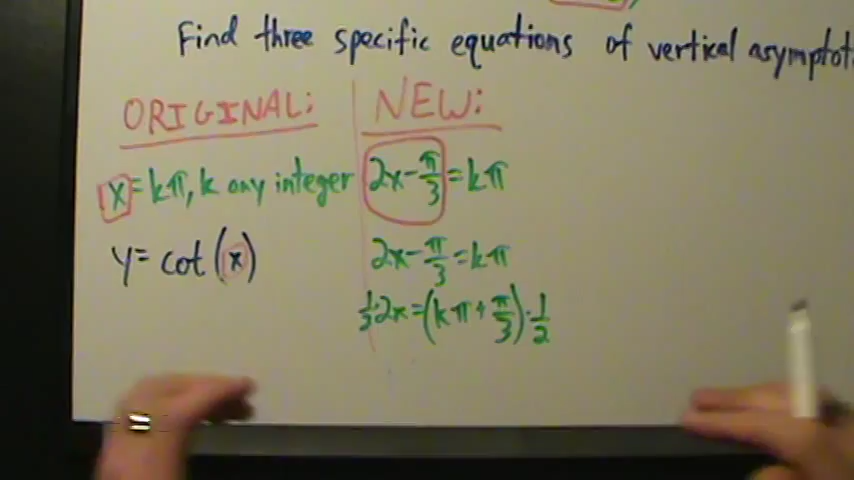 Find three specific equations of vertical asymptot
ORIGINAL:
x=kπ, k any integer
y=cot(x)
NEW:
2x-π/3=kπ
2x-π/3=kπ
1/2·2x=(kπ+π/3)·1/2